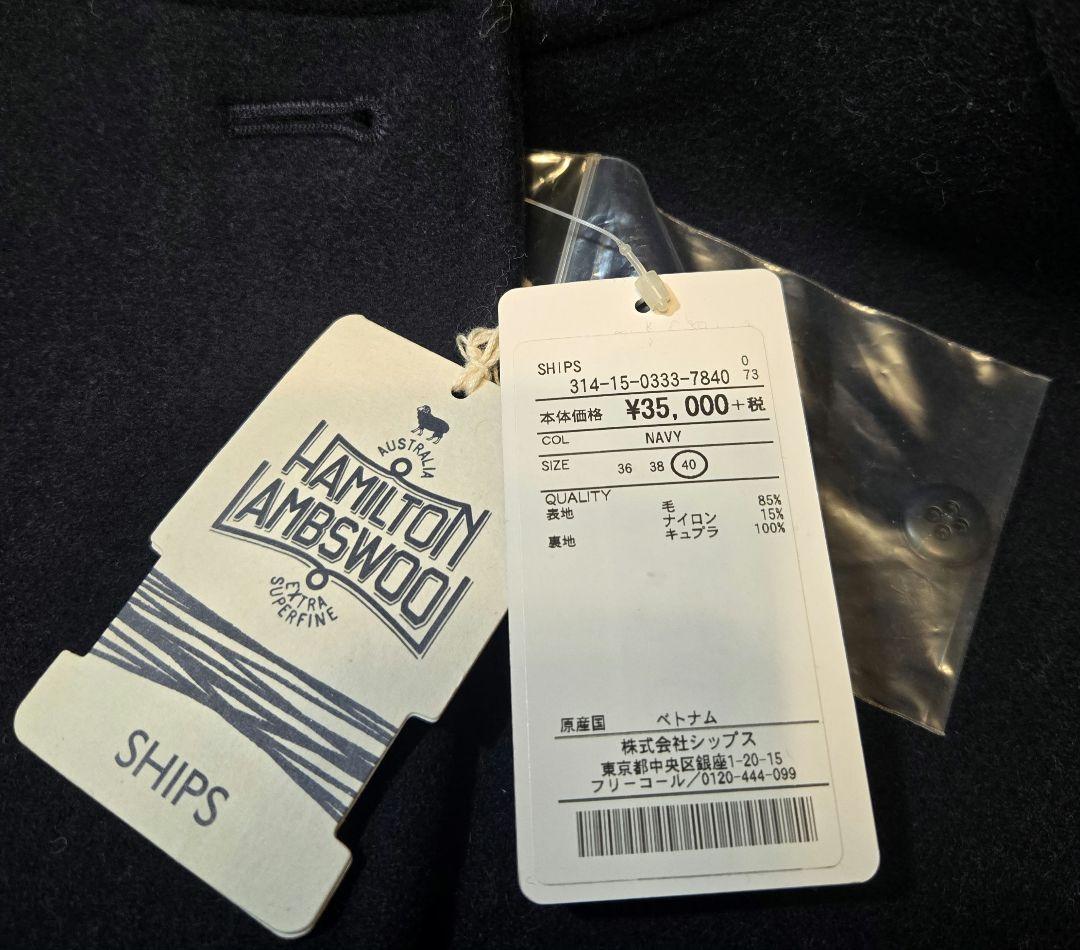 AUSTRALIA
HAMILTON
LAMBSWOOL
EXTRA
SUPERFINE
SHIPS
SHIPS 0
314-15-0333-7840 73
本体価格 ¥35,000+税
COL NAVY
SIZE 36 38 40
QUALITY
表地 毛 85%
ナイロン 15%
裏地 キュプラ 100%
原産国 ベトナム
株式会社シップス
東京都中央区銀座1-20-15
フリーコール/0120-444-099